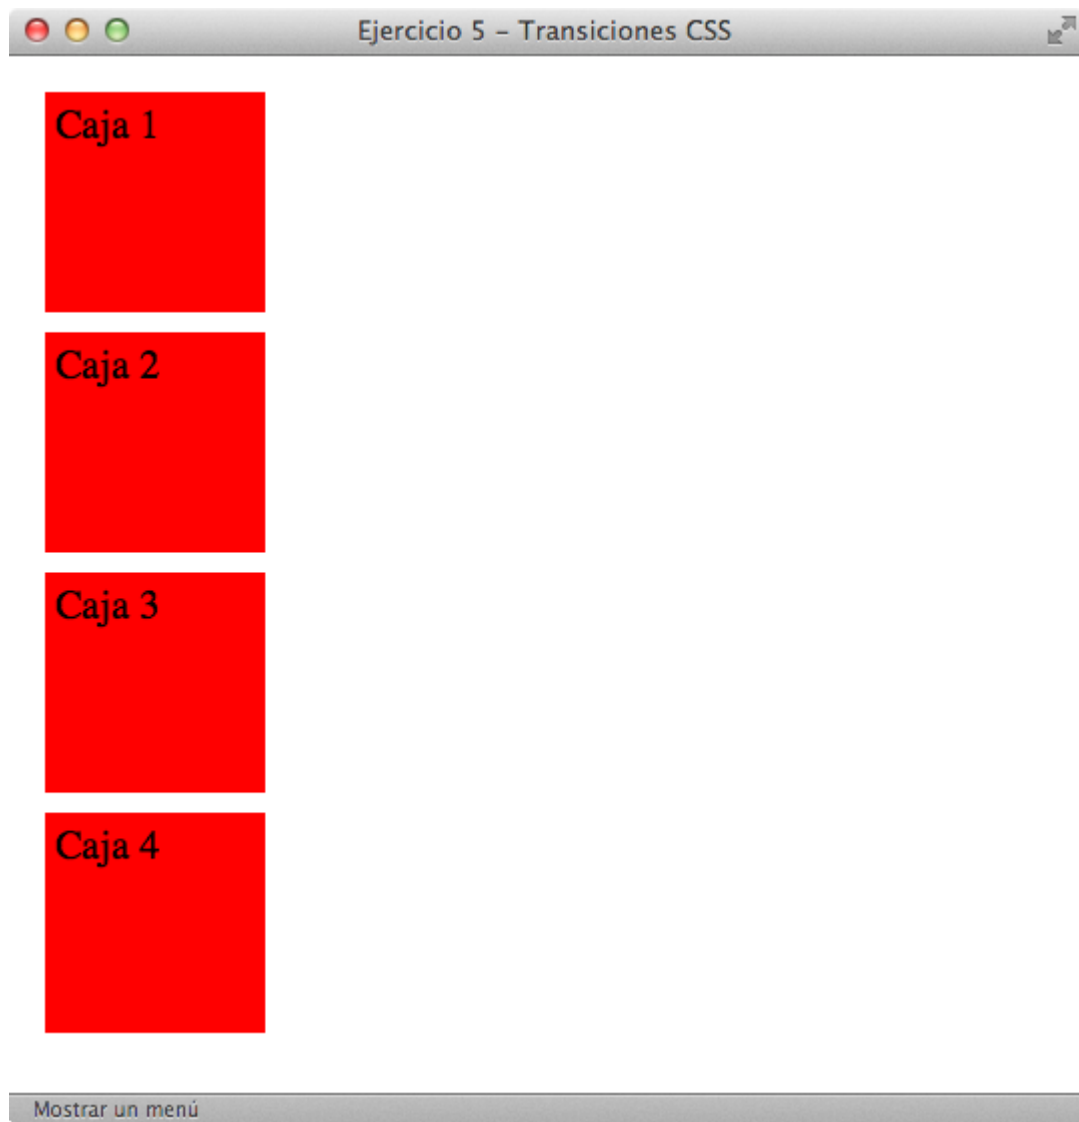 Ejercicio 5 – Transiciones CSS
Caja 1
Caja 2
Caja 3
Caja 4
Mostrar un menú